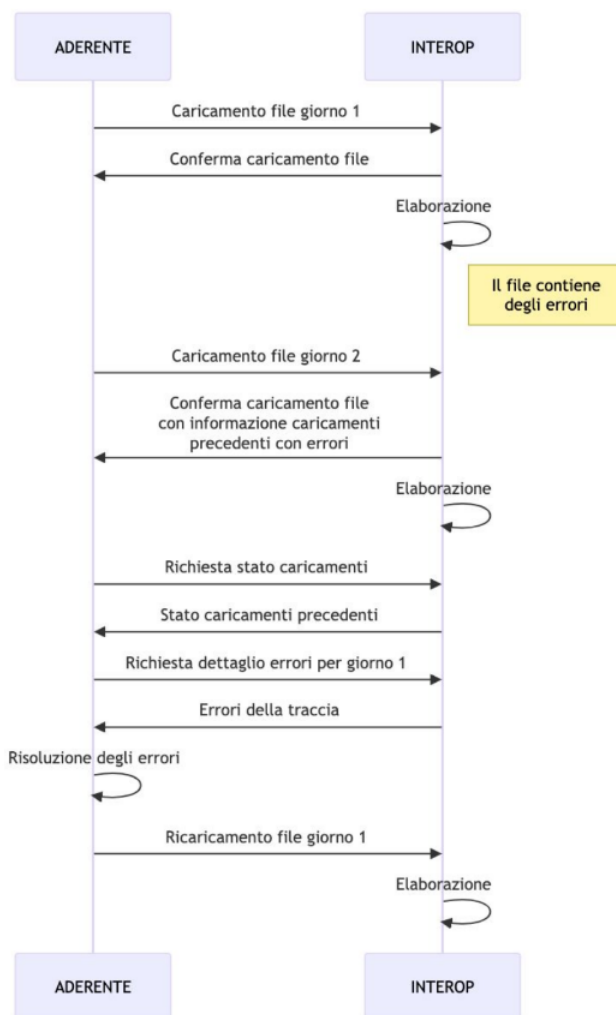 ADERENTE
INTEROP
Caricamento file giorno 1
Conferma caricamento file
Elaborazione
Il file contiene
degli errori
Caricamento file giorno 2
Conferma caricamento file
con informazione caricamenti
precedenti con errori
Elaborazione
Richiesta stato caricamenti
Stato caricamenti precedenti
Richiesta dettaglio errori per giorno 1
Errori della traccia
Risoluzione degli errori
Ricaricamento file giorno 1
Elaborazione
ADERENTE
INTEROP